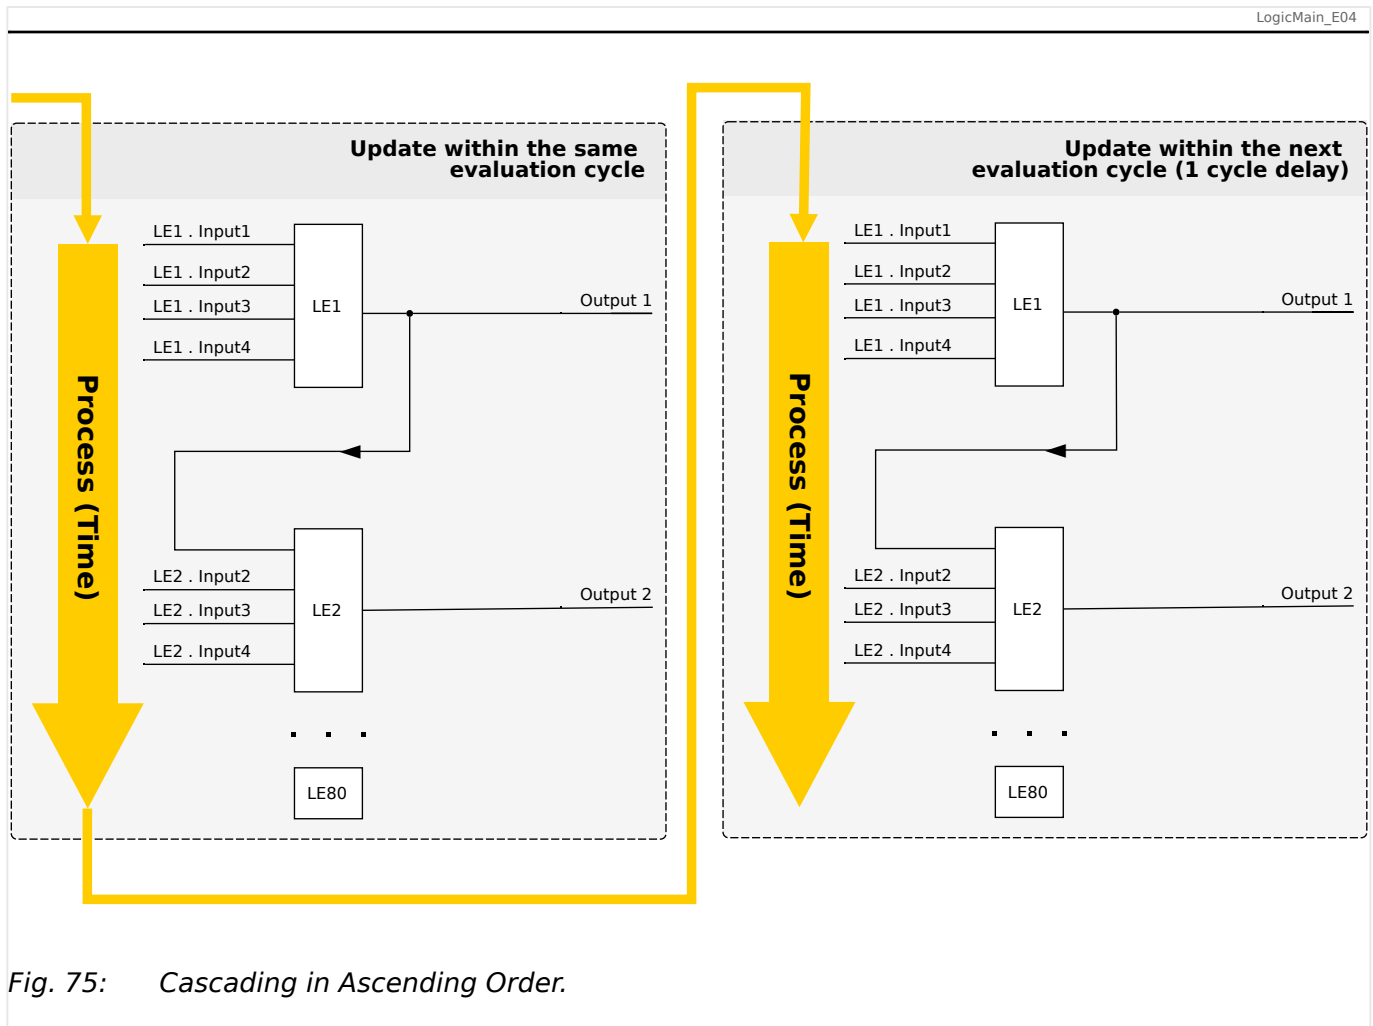 LogicMain_E04
Update within the same
evaluation cycle
LE1 . Input1
LE1 . Input2
LE1 . Input3
LE1 . Input4
LE1
Output 1
Process (Time)
LE2 . Input2
LE2 . Input3
LE2 . Input4
LE2
Output 2
. . .
LE80
Update within the next
evaluation cycle (1 cycle delay)
LE1 . Input1
LE1 . Input2
LE1 . Input3
LE1 . Input4
LE1
Output 1
Process (Time)
LE2 . Input2
LE2 . Input3
LE2 . Input4
LE2
Output 2
. . .
LE80
Fig. 75: Cascading in Ascending Order.